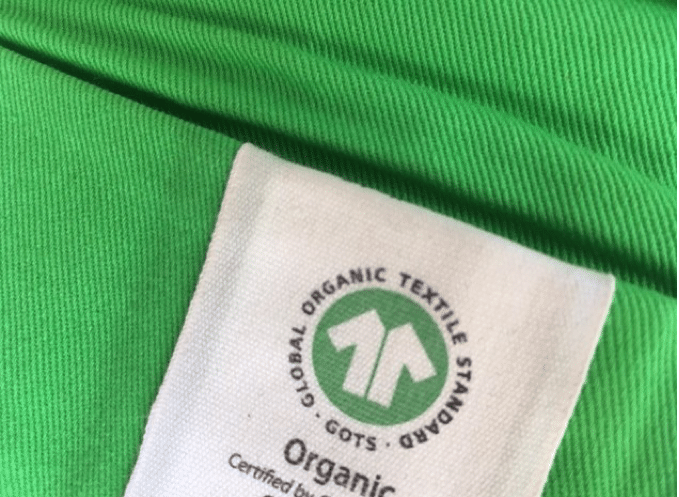 GLOBAL ORGANIC TEXTILE STANDARD
· GOTS ·
Organic
Certified by